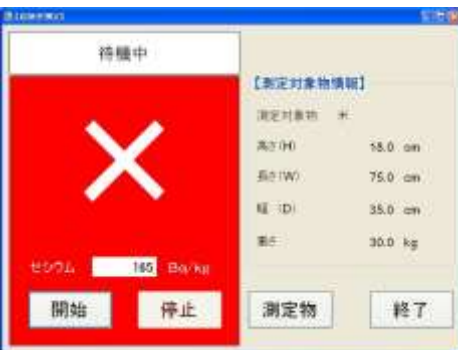 待機中
【測定対象物情報】
測定対象物 米
高さ(H) 18.0 cm
長さ(W) 75.0 cm
幅 (D) 35.0 cm
重さ 30.0 kg
セシウム 165 Bq/kg
開始 停止 測定物 終了